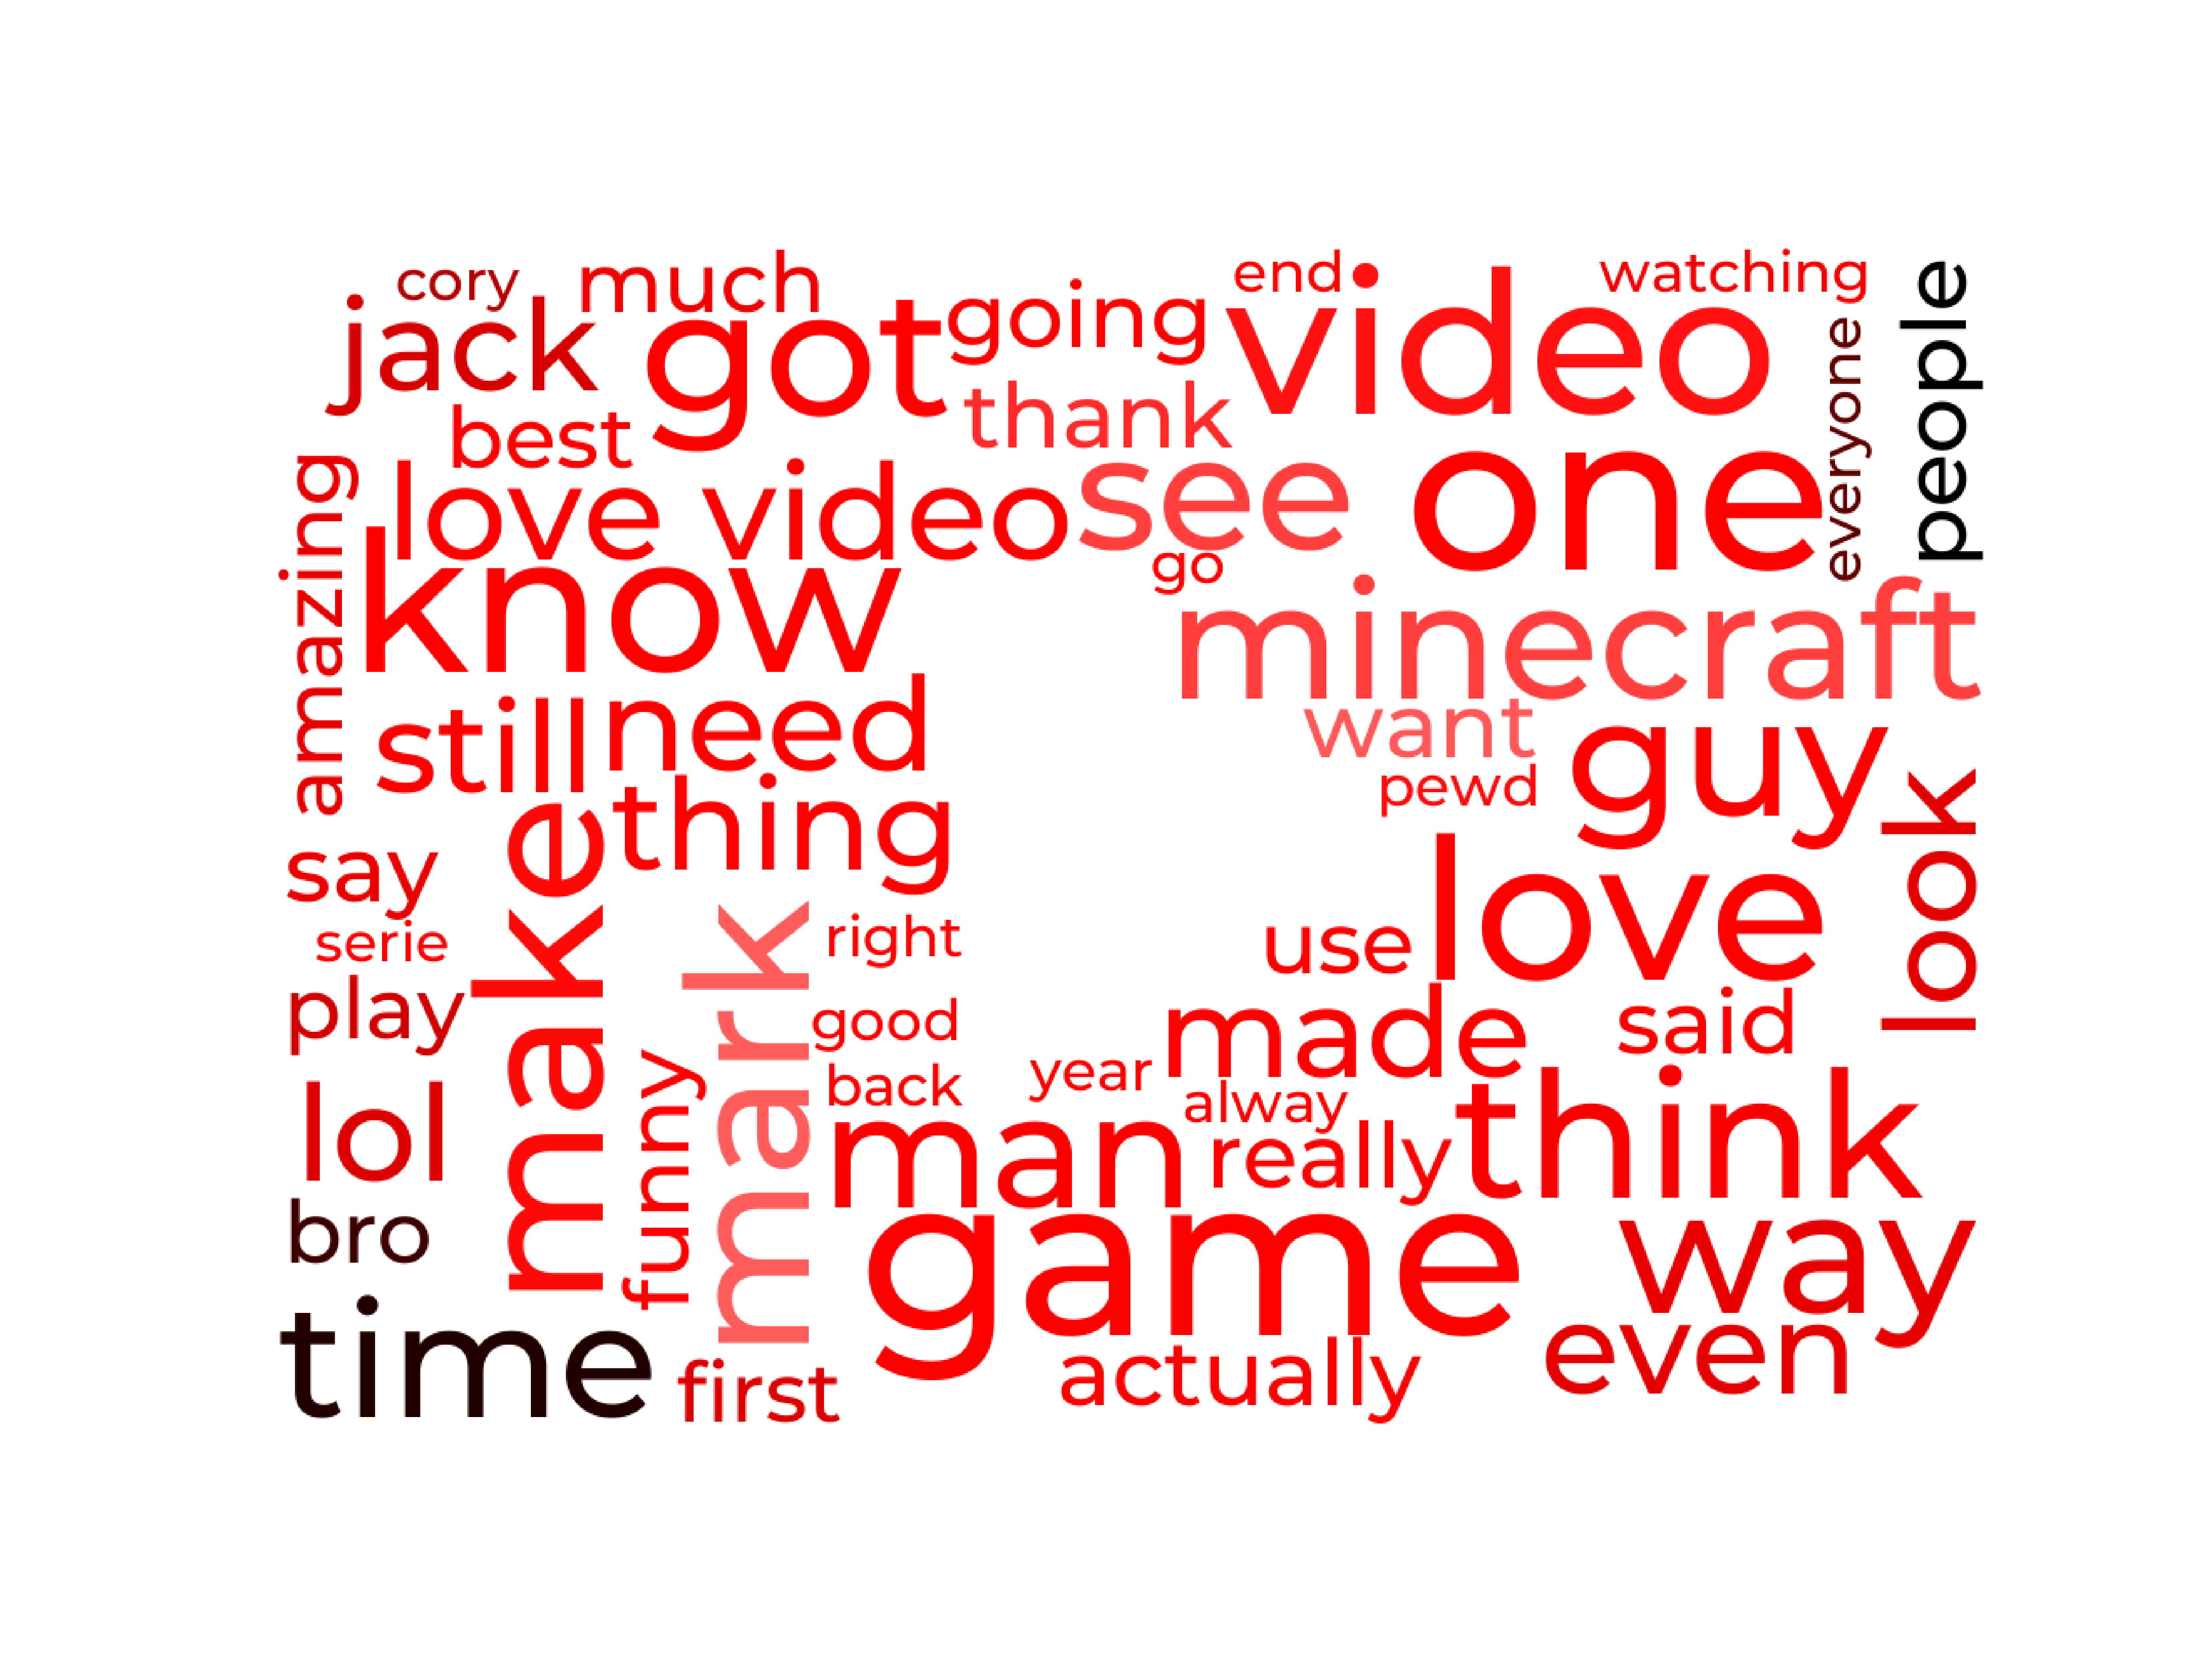 cory
much
end
watching
jack
got
going
video
people
best
thank
everyone
love video
see
one
amazing
know
go
minecraft
still
need
want
guy
pewd
look
make
thing
say
mark
right
use
love
serie
play
good
made
said
funny
back
year
alway
lol
man
really
think
bro
game
way
time
first
actually
even